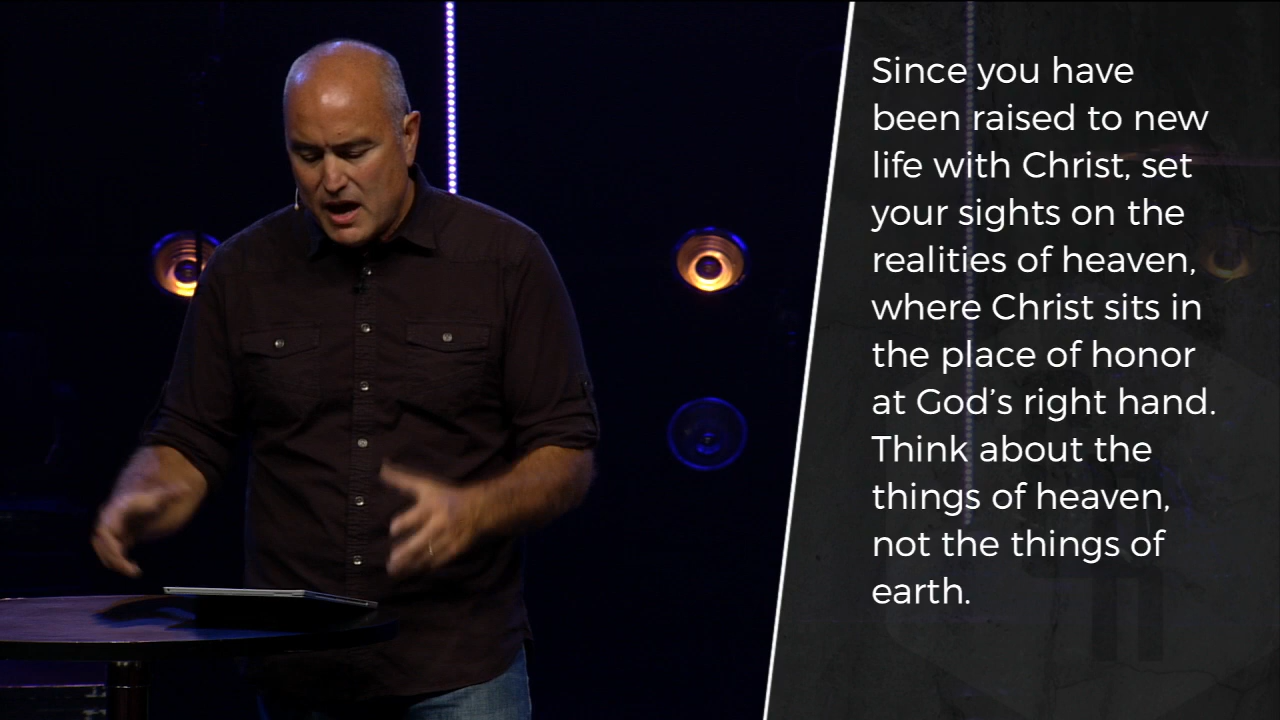 Since you have
been raised to new
life with Christ, set
your sights on the
realities of heaven,
where Christ sits in
the place of honor
at God’s right hand.
Think about the
things of heaven,
not the things of
earth.